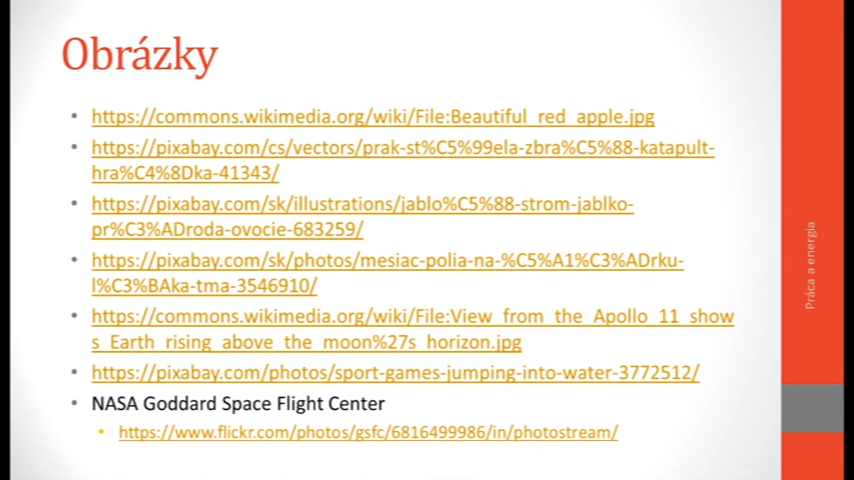 Obrázky
https://commons.wikimedia.org/wiki/File:Beautiful_red_apple.jpg
https://pixabay.com/cs/vectors/prak-st%C5%99ela-zbra%C5%88-katapult-
hra%C4%8Dka-41343/
https://pixabay.com/sk/illustrations/jablo%C5%88-strom-jablko-
pr%C3%ADroda-ovocie-683259/
https://pixabay.com/sk/photos/mesiac-polia-na-%C5%A1%C3%ADrku-
l%C3%BAka-tma-3546910/
https://commons.wikimedia.org/wiki/File:View_from_the_Apollo_11_show
s_Earth_rising_above_the_moon%27s_horizon.jpg
https://pixabay.com/photos/sport-games-jumping-into-water-3772512/
NASA Goddard Space Flight Center
https://www.flickr.com/photos/gsfc/6816499986/in/photostream/
Práca a energia